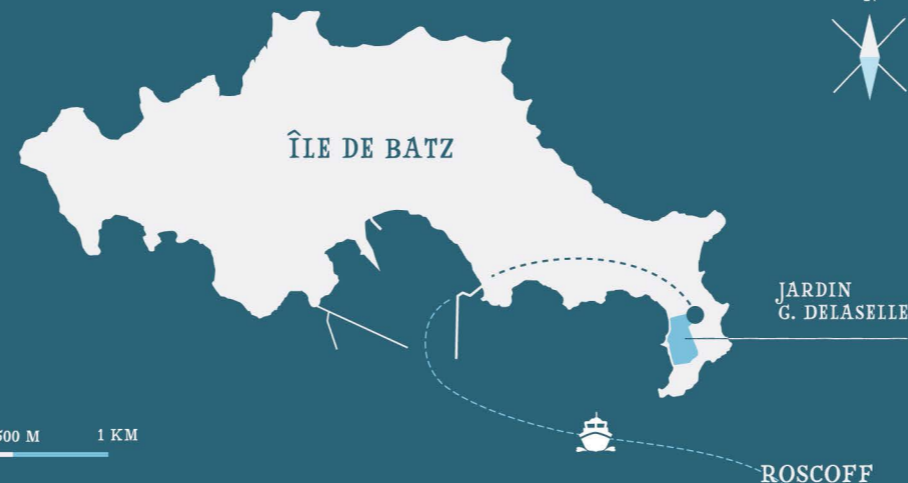 ÎLE DE BATZ
JARDIN
G. DELASELLE
1 KM
ROSCOFF